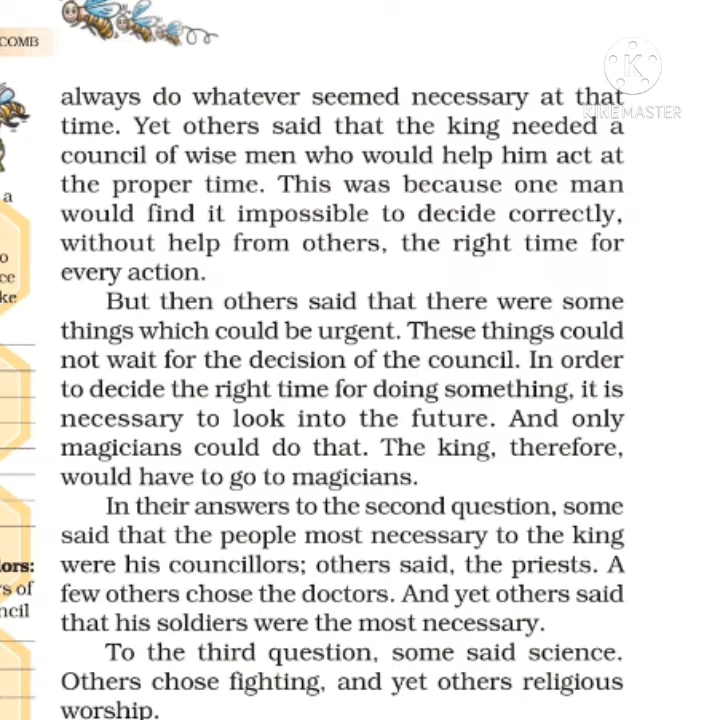 COMB
KINEMASTER
always do whatever seemed necessary at that
time. Yet others said that the king needed a
council of wise men who would help him act at
the proper time. This was because one man
would find it impossible to decide correctly,
without help from others, the right time for
every action.
But then others said that there were some
things which could be urgent. These things could
not wait for the decision of the council. In order
to decide the right time for doing something, it is
necessary to look into the future. And only
magicians could do that. The king, therefore,
would have to go to magicians.
In their answers to the second question, some
said that the people most necessary to the king
were his councillors; others said, the priests. A
few others chose the doctors. And yet others said
that his soldiers were the most necessary.
To the third question, some said science.
Others chose fighting, and yet others religious
worship.
a
o
ce
ke
ors:
s of
ncil